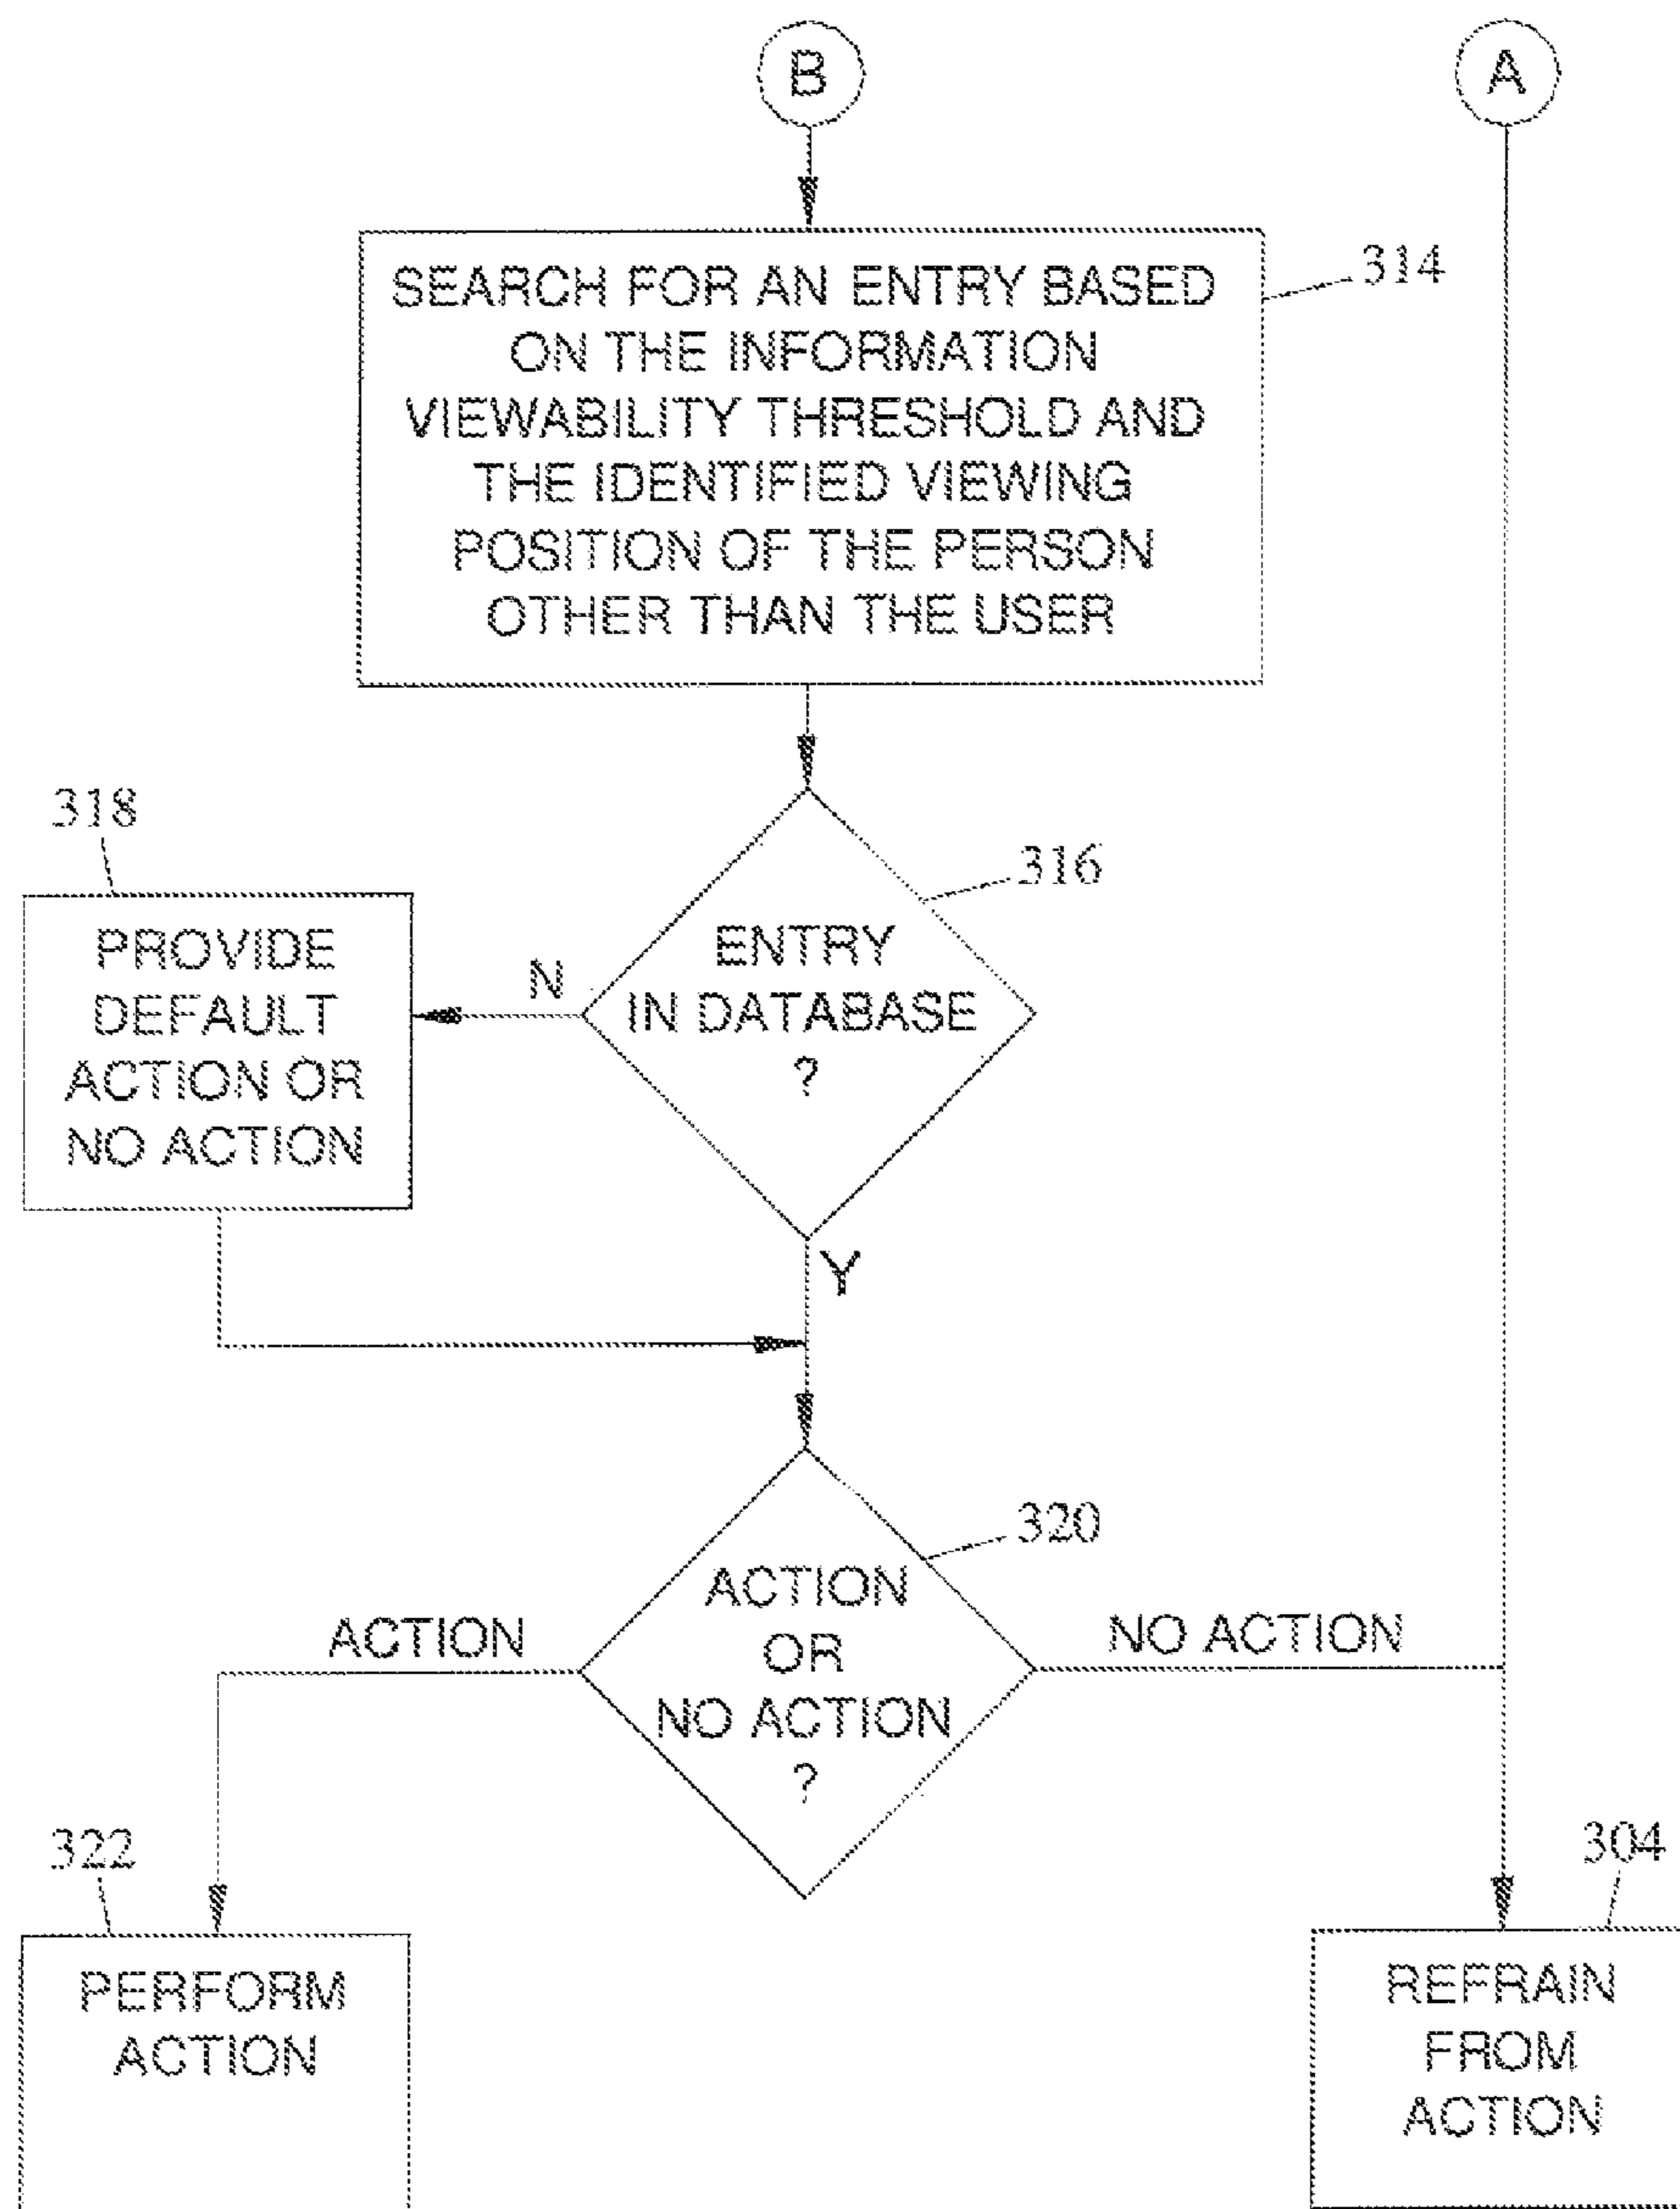 B
A
SEARCH FOR AN ENTRY BASED
ON THE INFORMATION
VIEWABILITY THRESHOLD AND
THE IDENTIFIED VIEWING
POSITION OF THE PERSON
OTHER THAN THE USER
314
318
316
PROVIDE
DEFAULT
ACTION OR
NO ACTION
N
ENTRY
IN DATABASE
?
Y
320
ACTION
ACTION
OR
NO ACTION
?
NO ACTION
322
304
PERFORM
ACTION
REFRAIN
FROM
ACTION